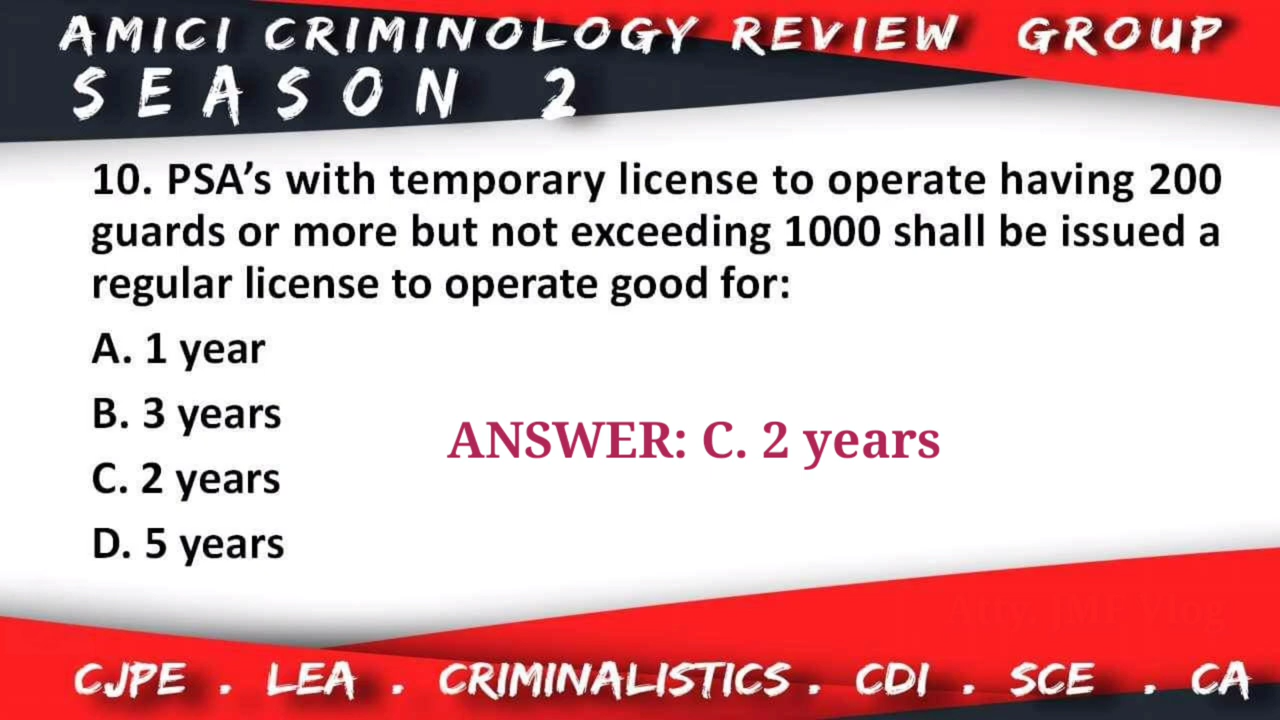 AMICI CRIMINOLOGY REVIEW GROUP
SEASON 2
10. PSA’s with temporary license to operate having 200
guards or more but not exceeding 1000 shall be issued a
regular license to operate good for:
A. 1 year
B. 3 years
ANSWER: C. 2 years
C. 2 years
D. 5 years
CJPE . LEA . CRIMINALISTICS . CDI . SCE . CA